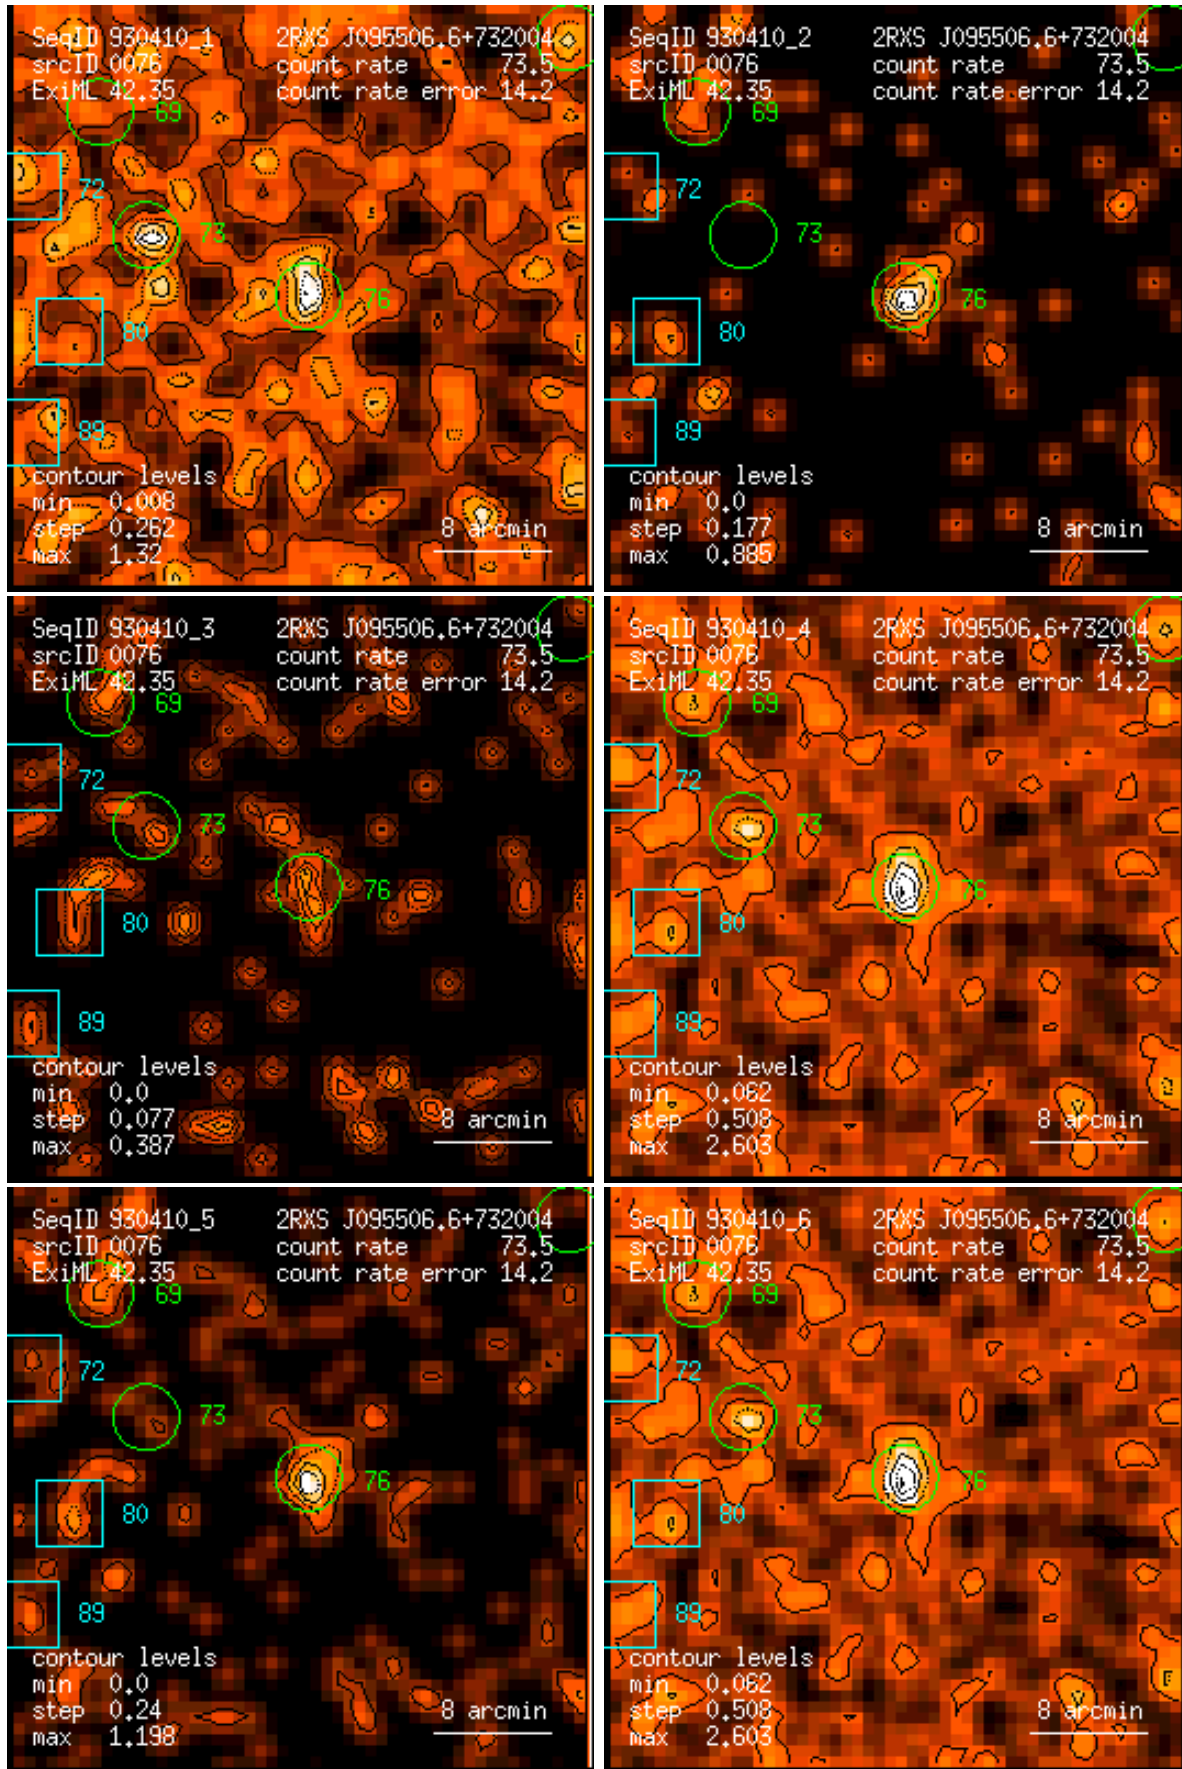 SeqID 930410_1 2RXS J095506.6+732004
srcID 0076 count rate 73.5
ExiML 42.35 count rate error 14.2
69
72
73
76
80
89
contour levels
min 0.008
step 0.262 8 arcmin
max 1.32
SeqID 930410_2 2RXS J095506.6+732004
srcID 0076 count rate 73.5
ExiML 42.35 count rate error 14.2
69
72
73
76
80
89
contour levels
min 0.0
step 0.177 8 arcmin
max 0.885
SeqID 930410_3 2RXS J095506.6+732004
srcID 0076 count rate 73.5
ExiML 42.35 count rate error 14.2
69
72
73
76
80
89
contour levels
min 0.0
step 0.077 8 arcmin
max 0.387
SeqID 930410_4 2RXS J095506.6+732004
srcID 0076 count rate 73.5
ExiML 42.35 count rate error 14.2
69
72
73
76
80
89
contour levels
min 0.062
step 0.508 8 arcmin
max 2.603
SeqID 930410_5 2RXS J095506.6+732004
srcID 0076 count rate 73.5
ExiML 42.35 count rate error 14.2
69
72
73
76
80
89
contour levels
min 0.0
step 0.24 8 arcmin
max 1.198
SeqID 930410_6 2RXS J095506.6+732004
srcID 0076 count rate 73.5
ExiML 42.35 count rate error 14.2
69
72
73
76
80
89
contour levels
min 0.062
step 0.508 8 arcmin
max 2.603